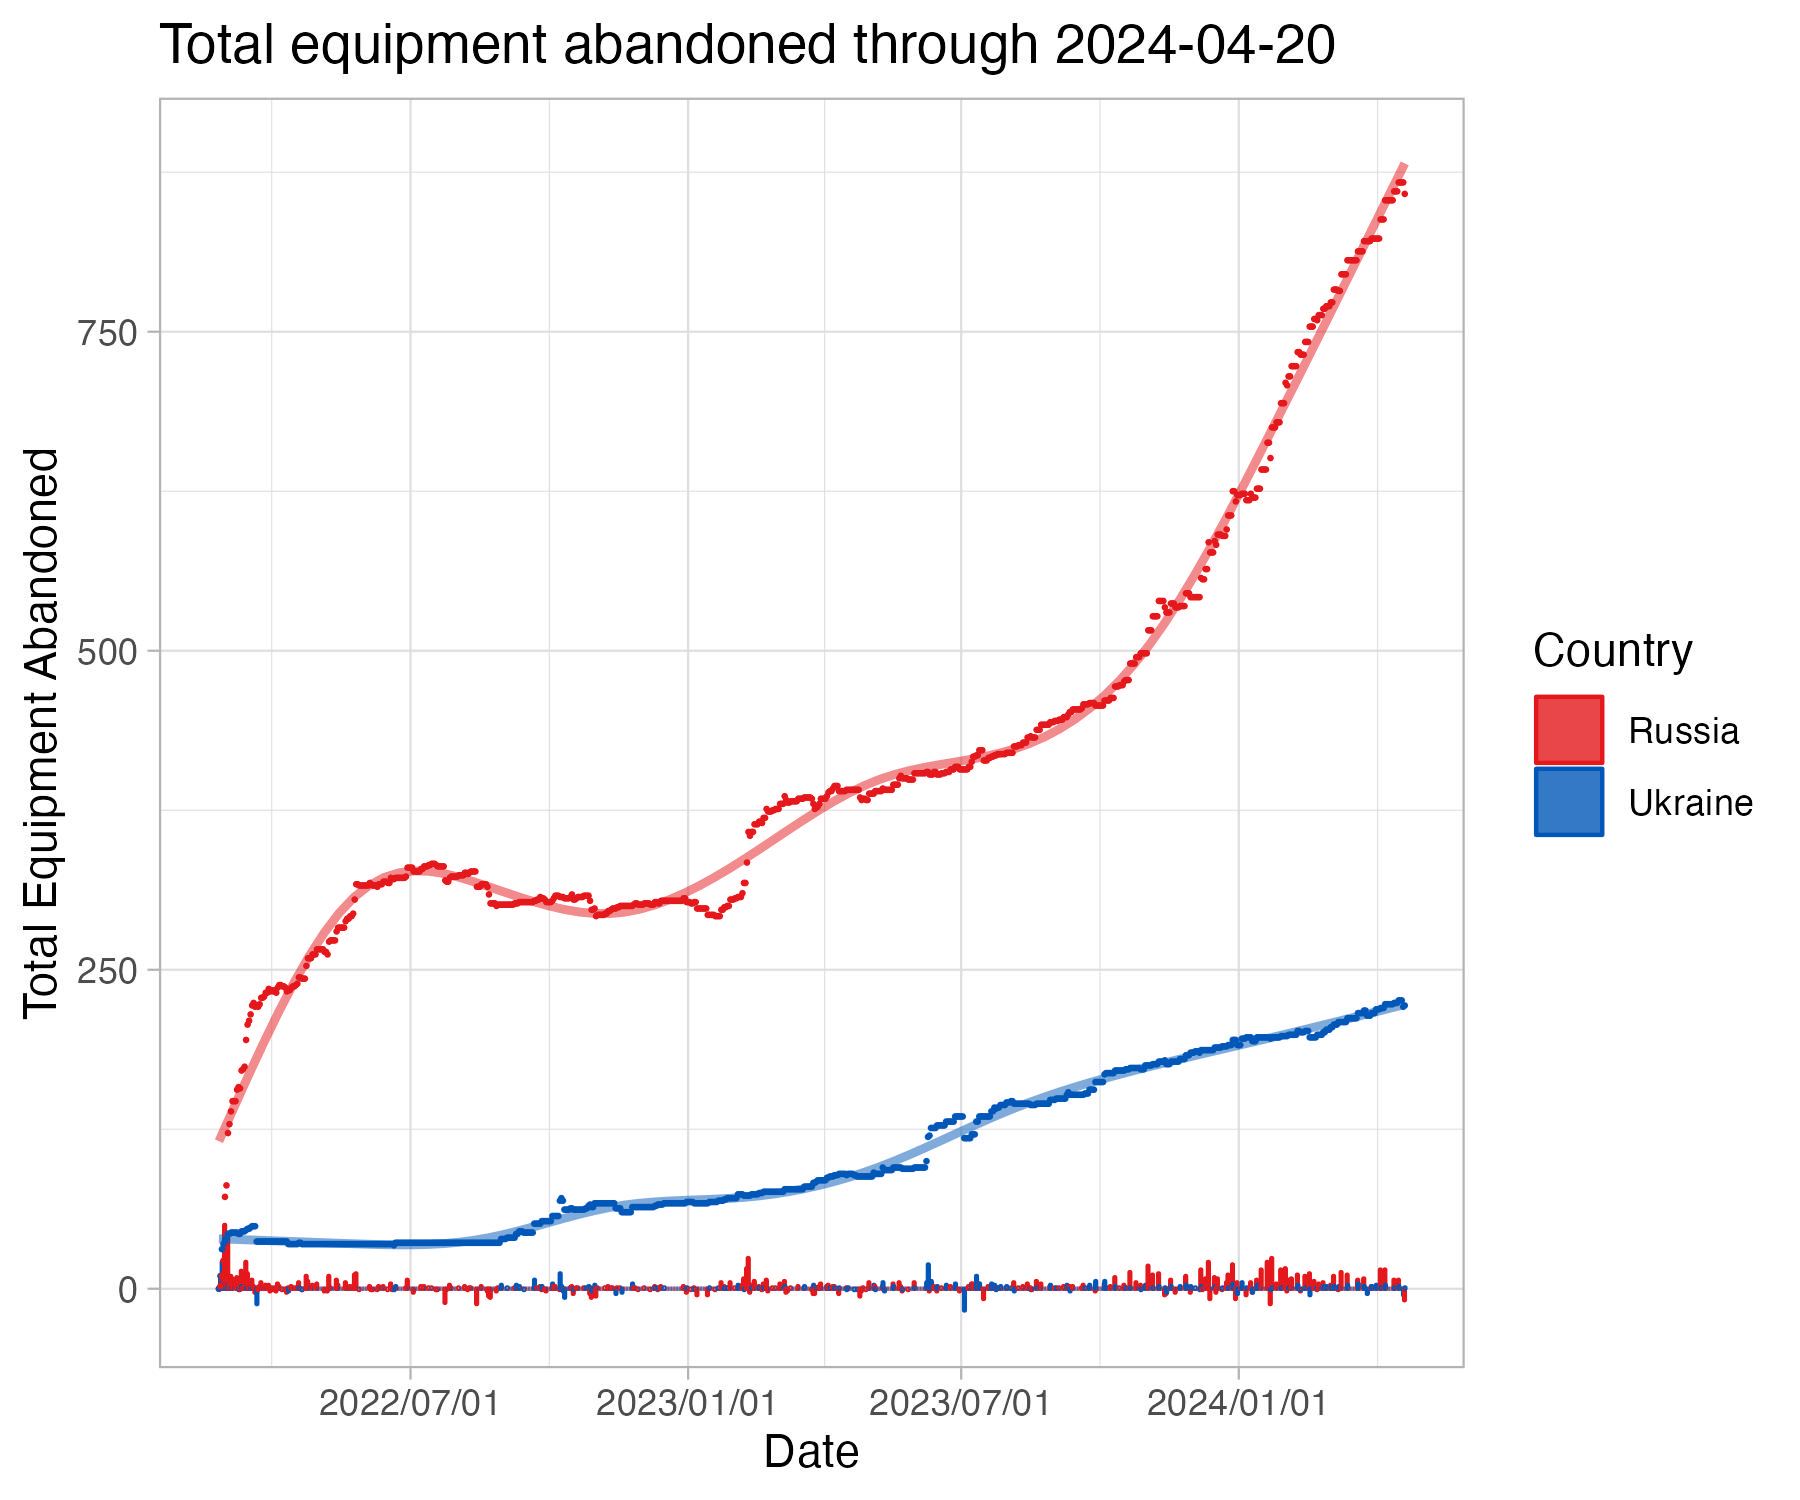 Total equipment abandoned through 2024-04-20
Total Equipment Abandoned
750
500
250
0
2022/07/01
2023/01/01
2023/07/01
2024/01/01
Date
Country
Russia
Ukraine